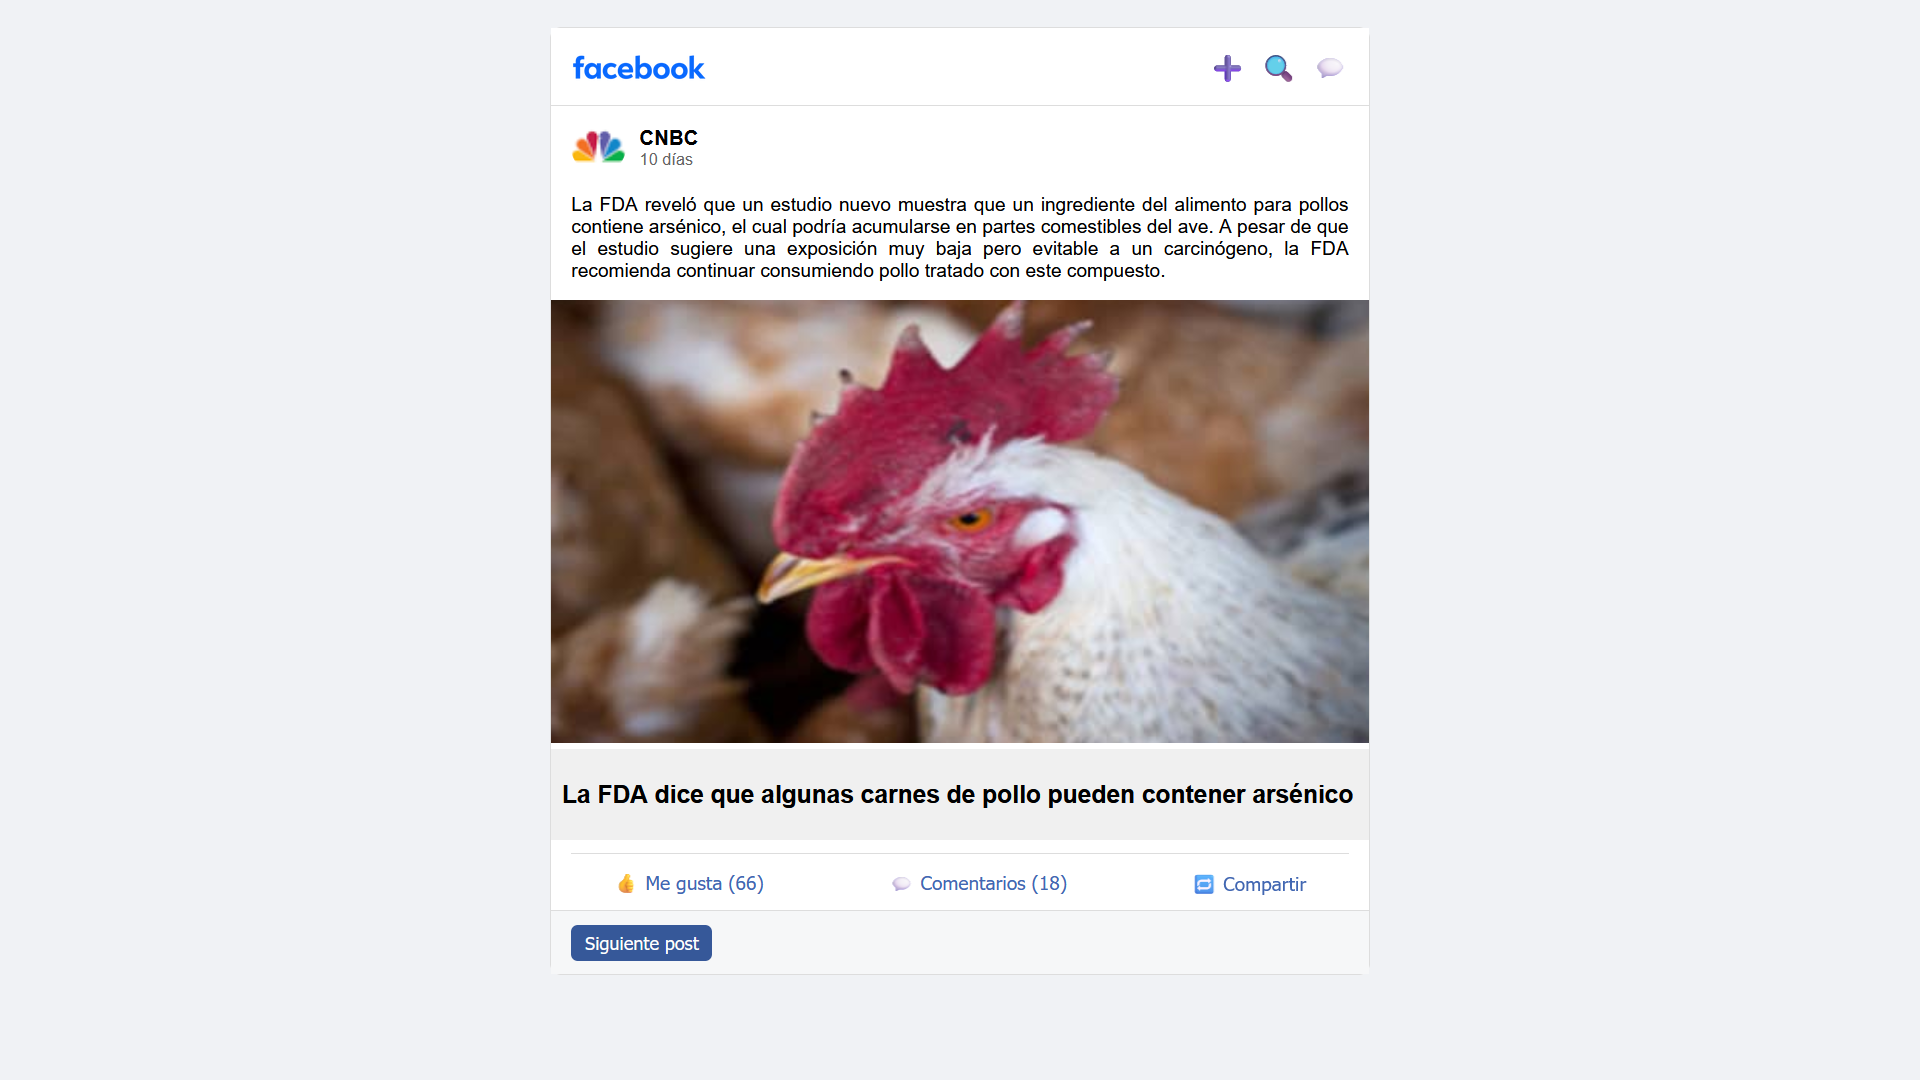 facebook
CNBC
10 días
La FDA reveló que un estudio nuevo muestra que un ingrediente del alimento para pollos
contiene arsénico, el cual podría acumularse en partes comestibles del ave. A pesar de que
el estudio sugiere una exposición muy baja pero evitable a un carcinógeno, la FDA
recomienda continuar consumiendo pollo tratado con este compuesto.
La FDA dice que algunas carnes de pollo pueden contener arsénico
Me gusta (66) Comentarios (18) Compartir
Siguiente post